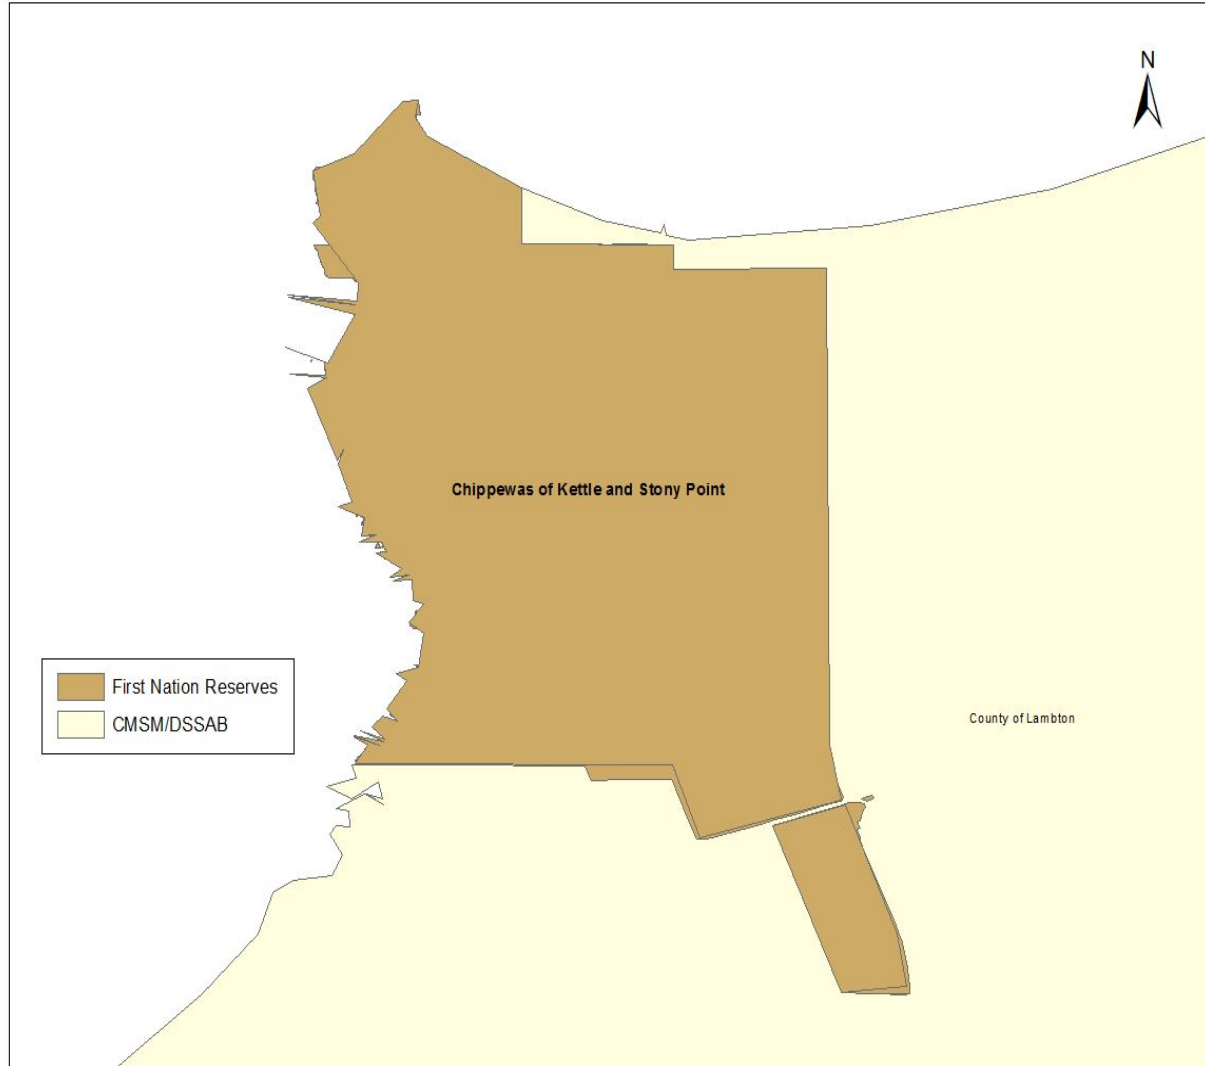 N
Chippewas of Kettle and Stony Point
First Nation Reserves
CMSM/DSSAB
County of Lambton